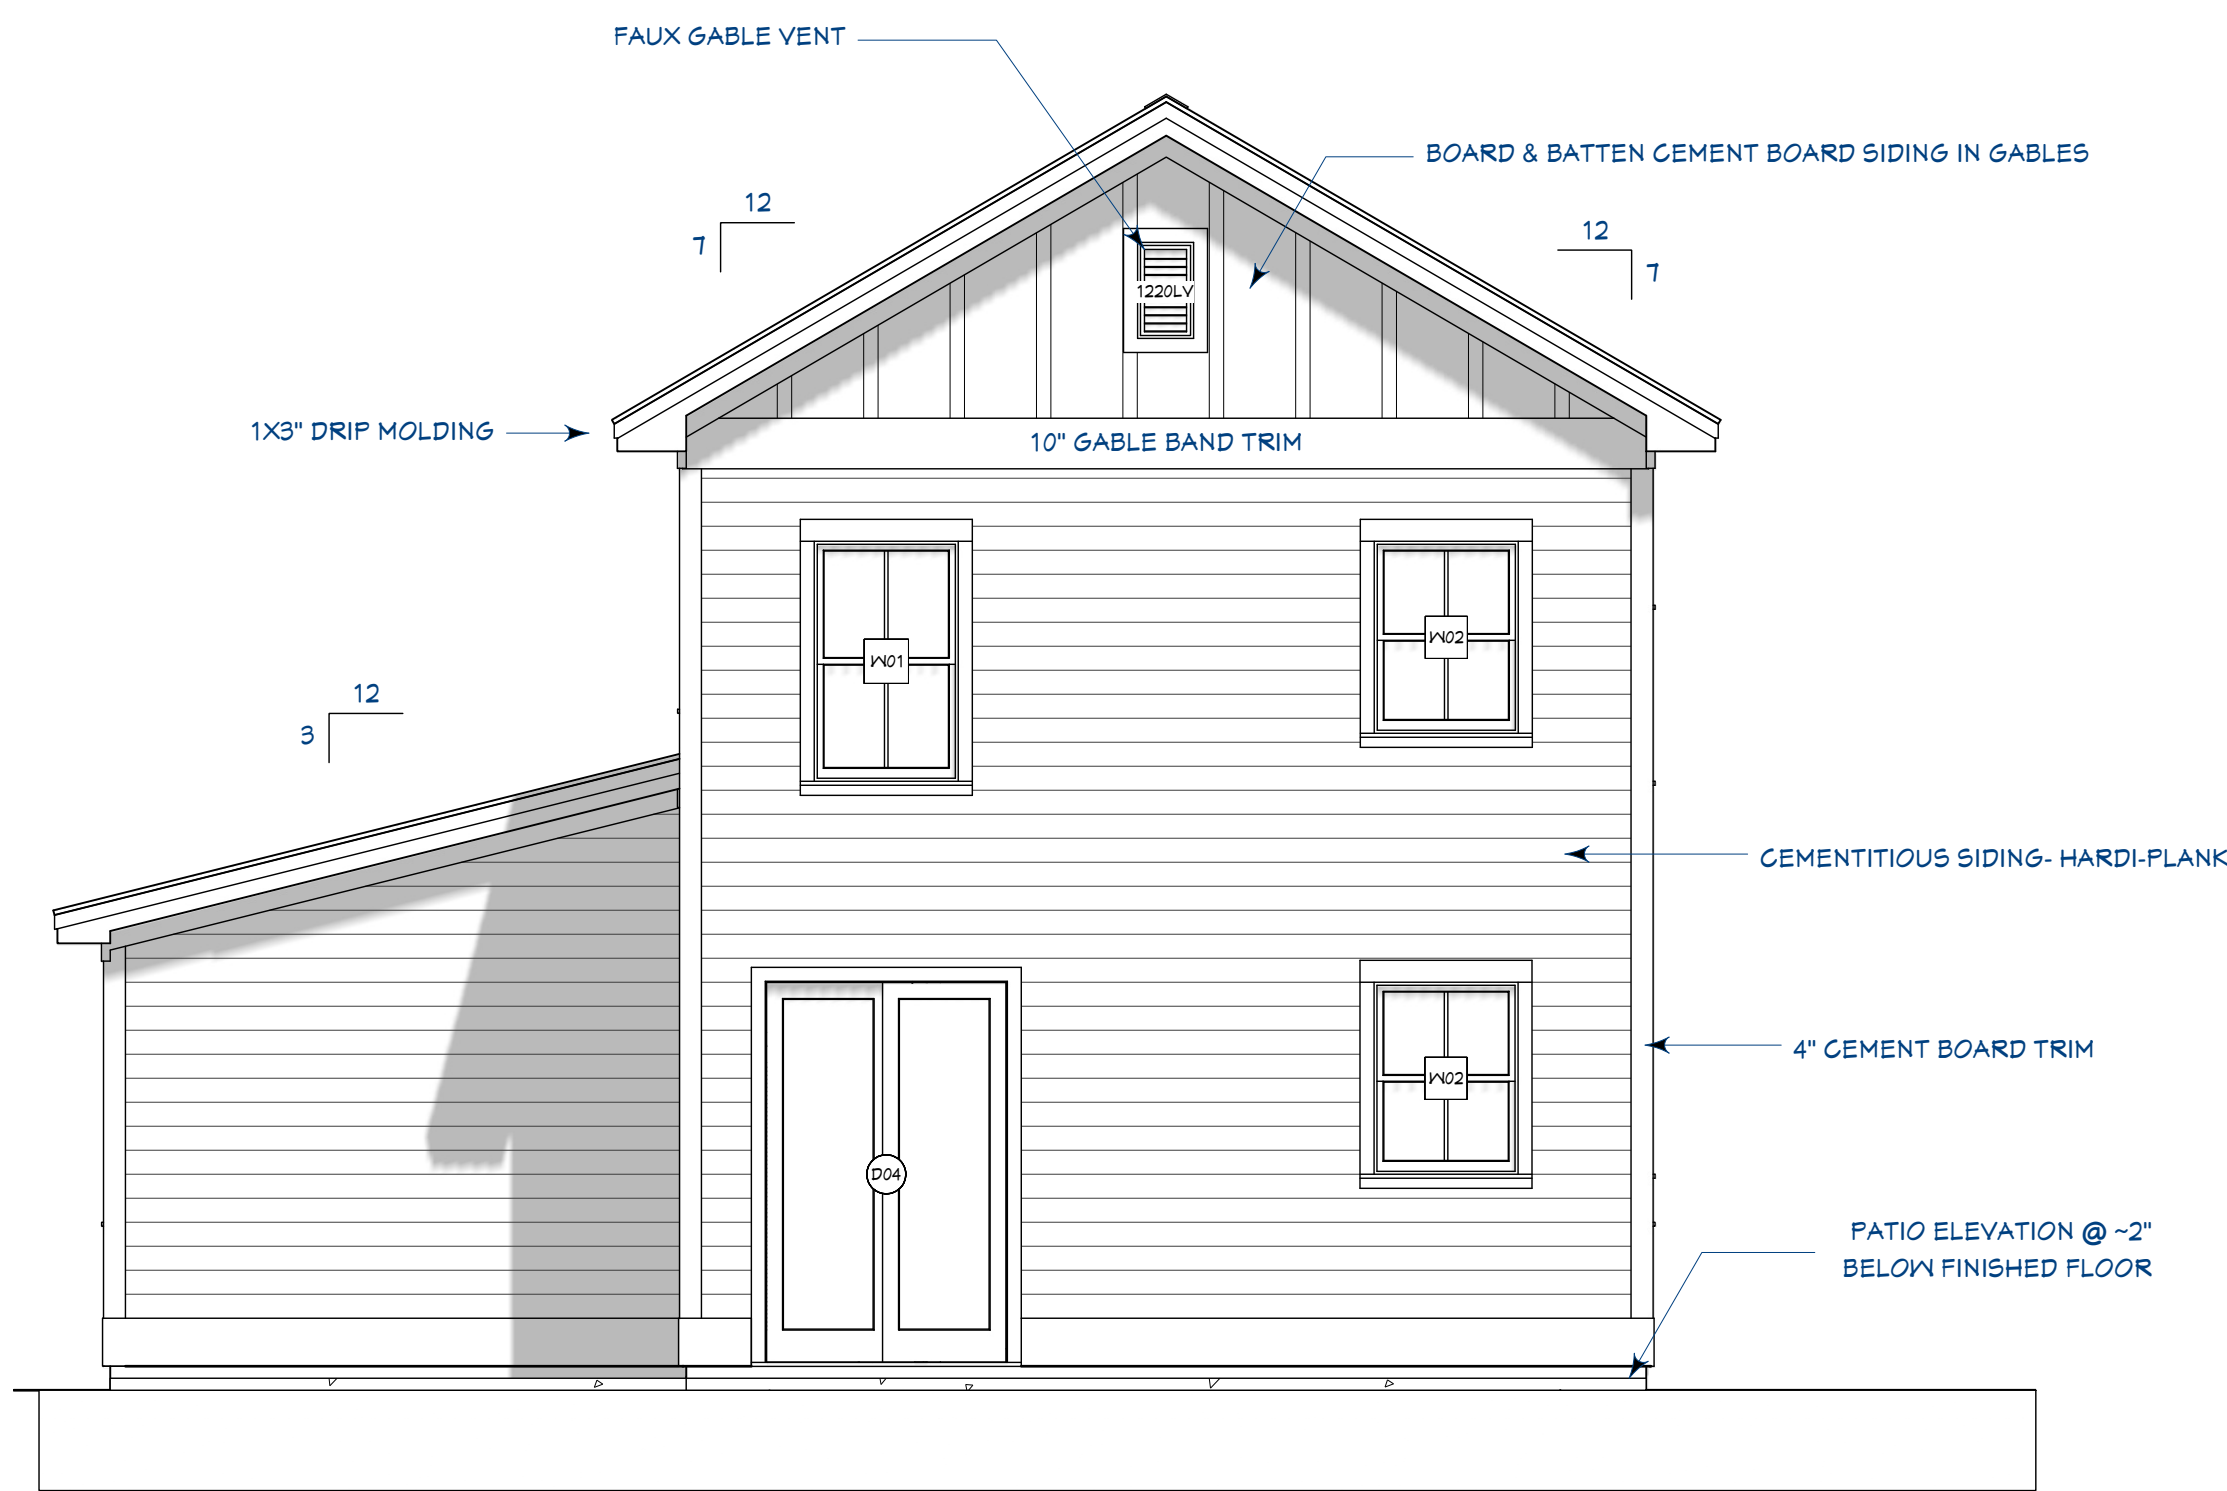 FAUX GABLE VENT
BOARD & BATTEN CEMENT BOARD SIDING IN GABLES
12
7
12
7
1220LV
1X3" DRIP MOLDING
10" GABLE BAND TRIM
W01
W02
12
3
CEMENTITIOUS SIDING- HARDI-PLANK
4" CEMENT BOARD TRIM
W02
D04
PATIO ELEVATION @ ~2"
BELOW FINISHED FLOOR